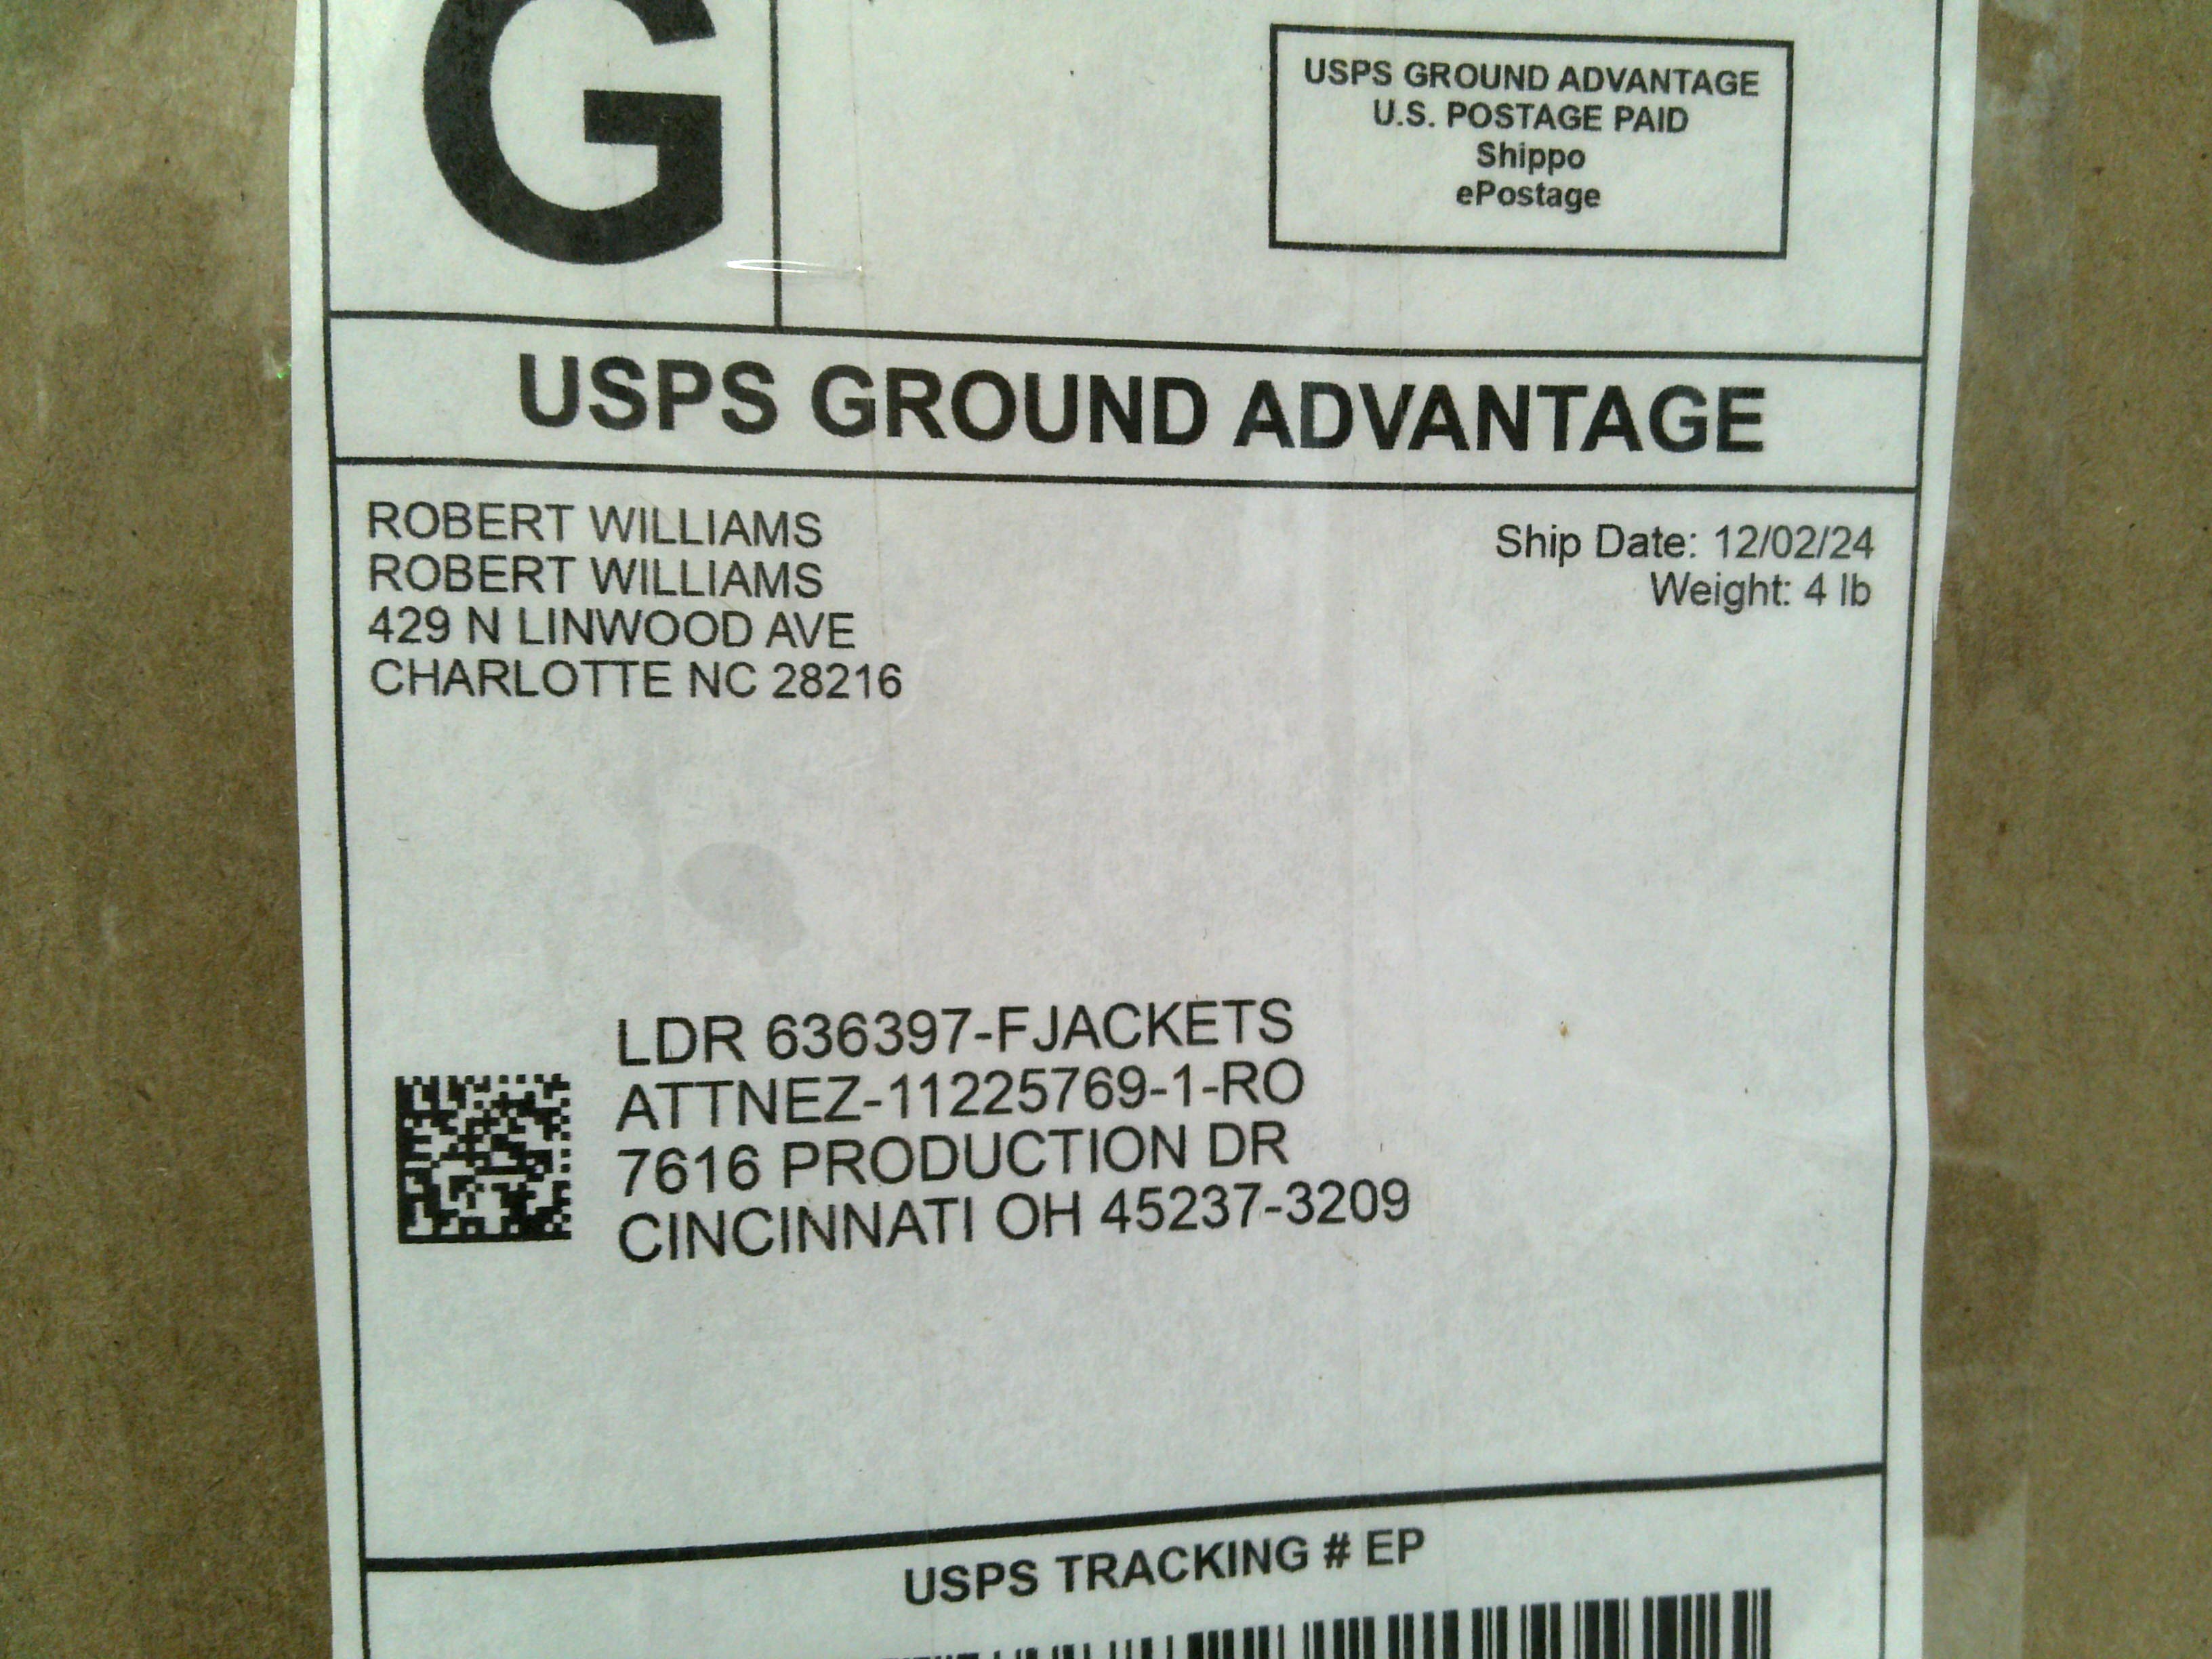 G
USPS GROUND ADVANTAGE
U.S. POSTAGE PAID
Shippo
ePostage
USPS GROUND ADVANTAGE
ROBERT WILLIAMS
ROBERT WILLIAMS
429 N LINWOOD AVE
CHARLOTTE NC 28216
Ship Date: 12/02/24
Weight: 4 lb
LDR 636397-FJACKETS
ATTNEZ-11225769-1-RO
7616 PRODUCTION DR
CINCINNATI OH 45237-3209
USPS TRACKING # EP